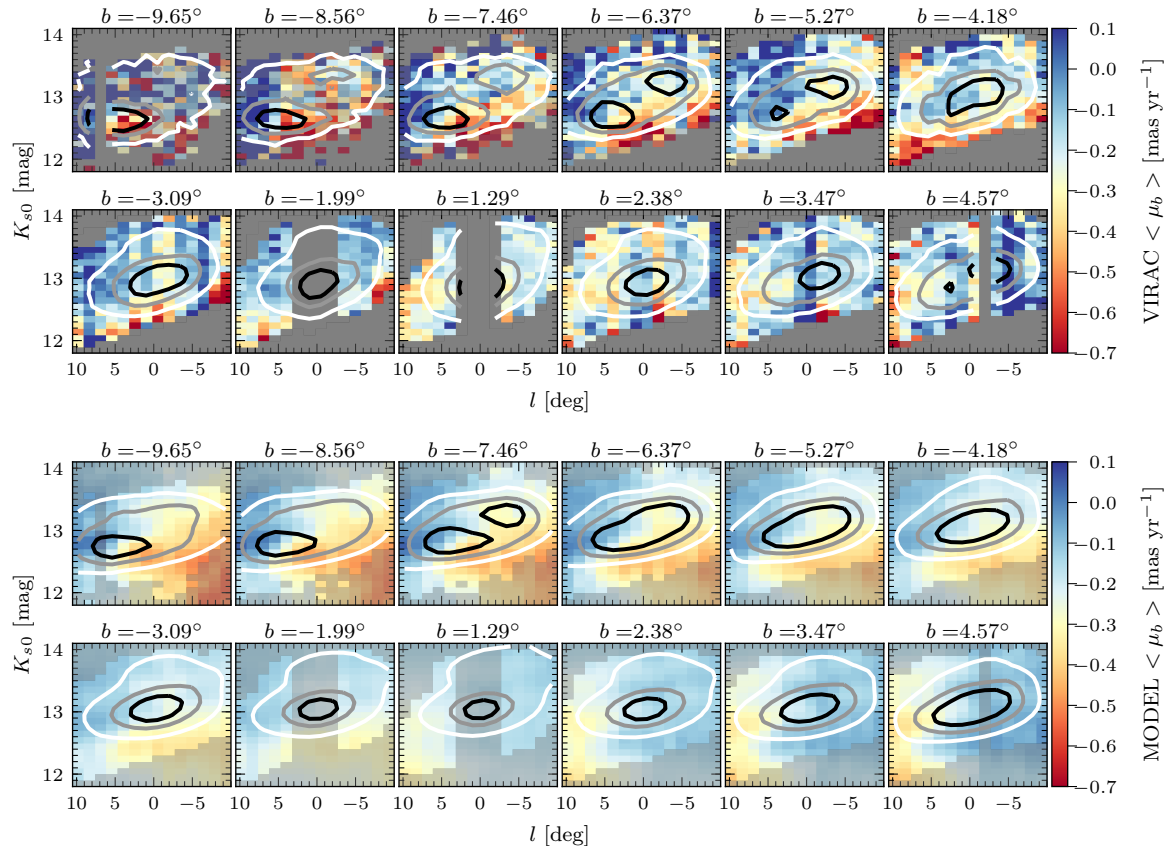 b =−9.65° b =−8.56° b =−7.46° b =−6.37° b =−5.27° b =−4.18°
14
13
12
b =−3.09° b =−1.99° b =1.29° b =2.38° b =3.47° b =4.57°
14
13
12
10 5 0 −5 10 5 0 −5 10 5 0 −5 10 5 0 −5 10 5 0 −5 10 5 0 −5
l [deg]
K_{s0} [mag]
0.1
0.0
−0.1
−0.2
−0.3
−0.4
−0.5
−0.6
−0.7
VIRAC < μ_b > [mas yr⁻¹]
b =−9.65° b =−8.56° b =−7.46° b =−6.37° b =−5.27° b =−4.18°
14
13
12
b =−3.09° b =−1.99° b =1.29° b =2.38° b =3.47° b =4.57°
14
13
12
10 5 0 −5 10 5 0 −5 10 5 0 −5 10 5 0 −5 10 5 0 −5 10 5 0 −5
l [deg]
K_{s0} [mag]
0.1
0.0
−0.1
−0.2
−0.3
−0.4
−0.5
−0.6
−0.7
MODEL < μ_b > [mas yr⁻¹]